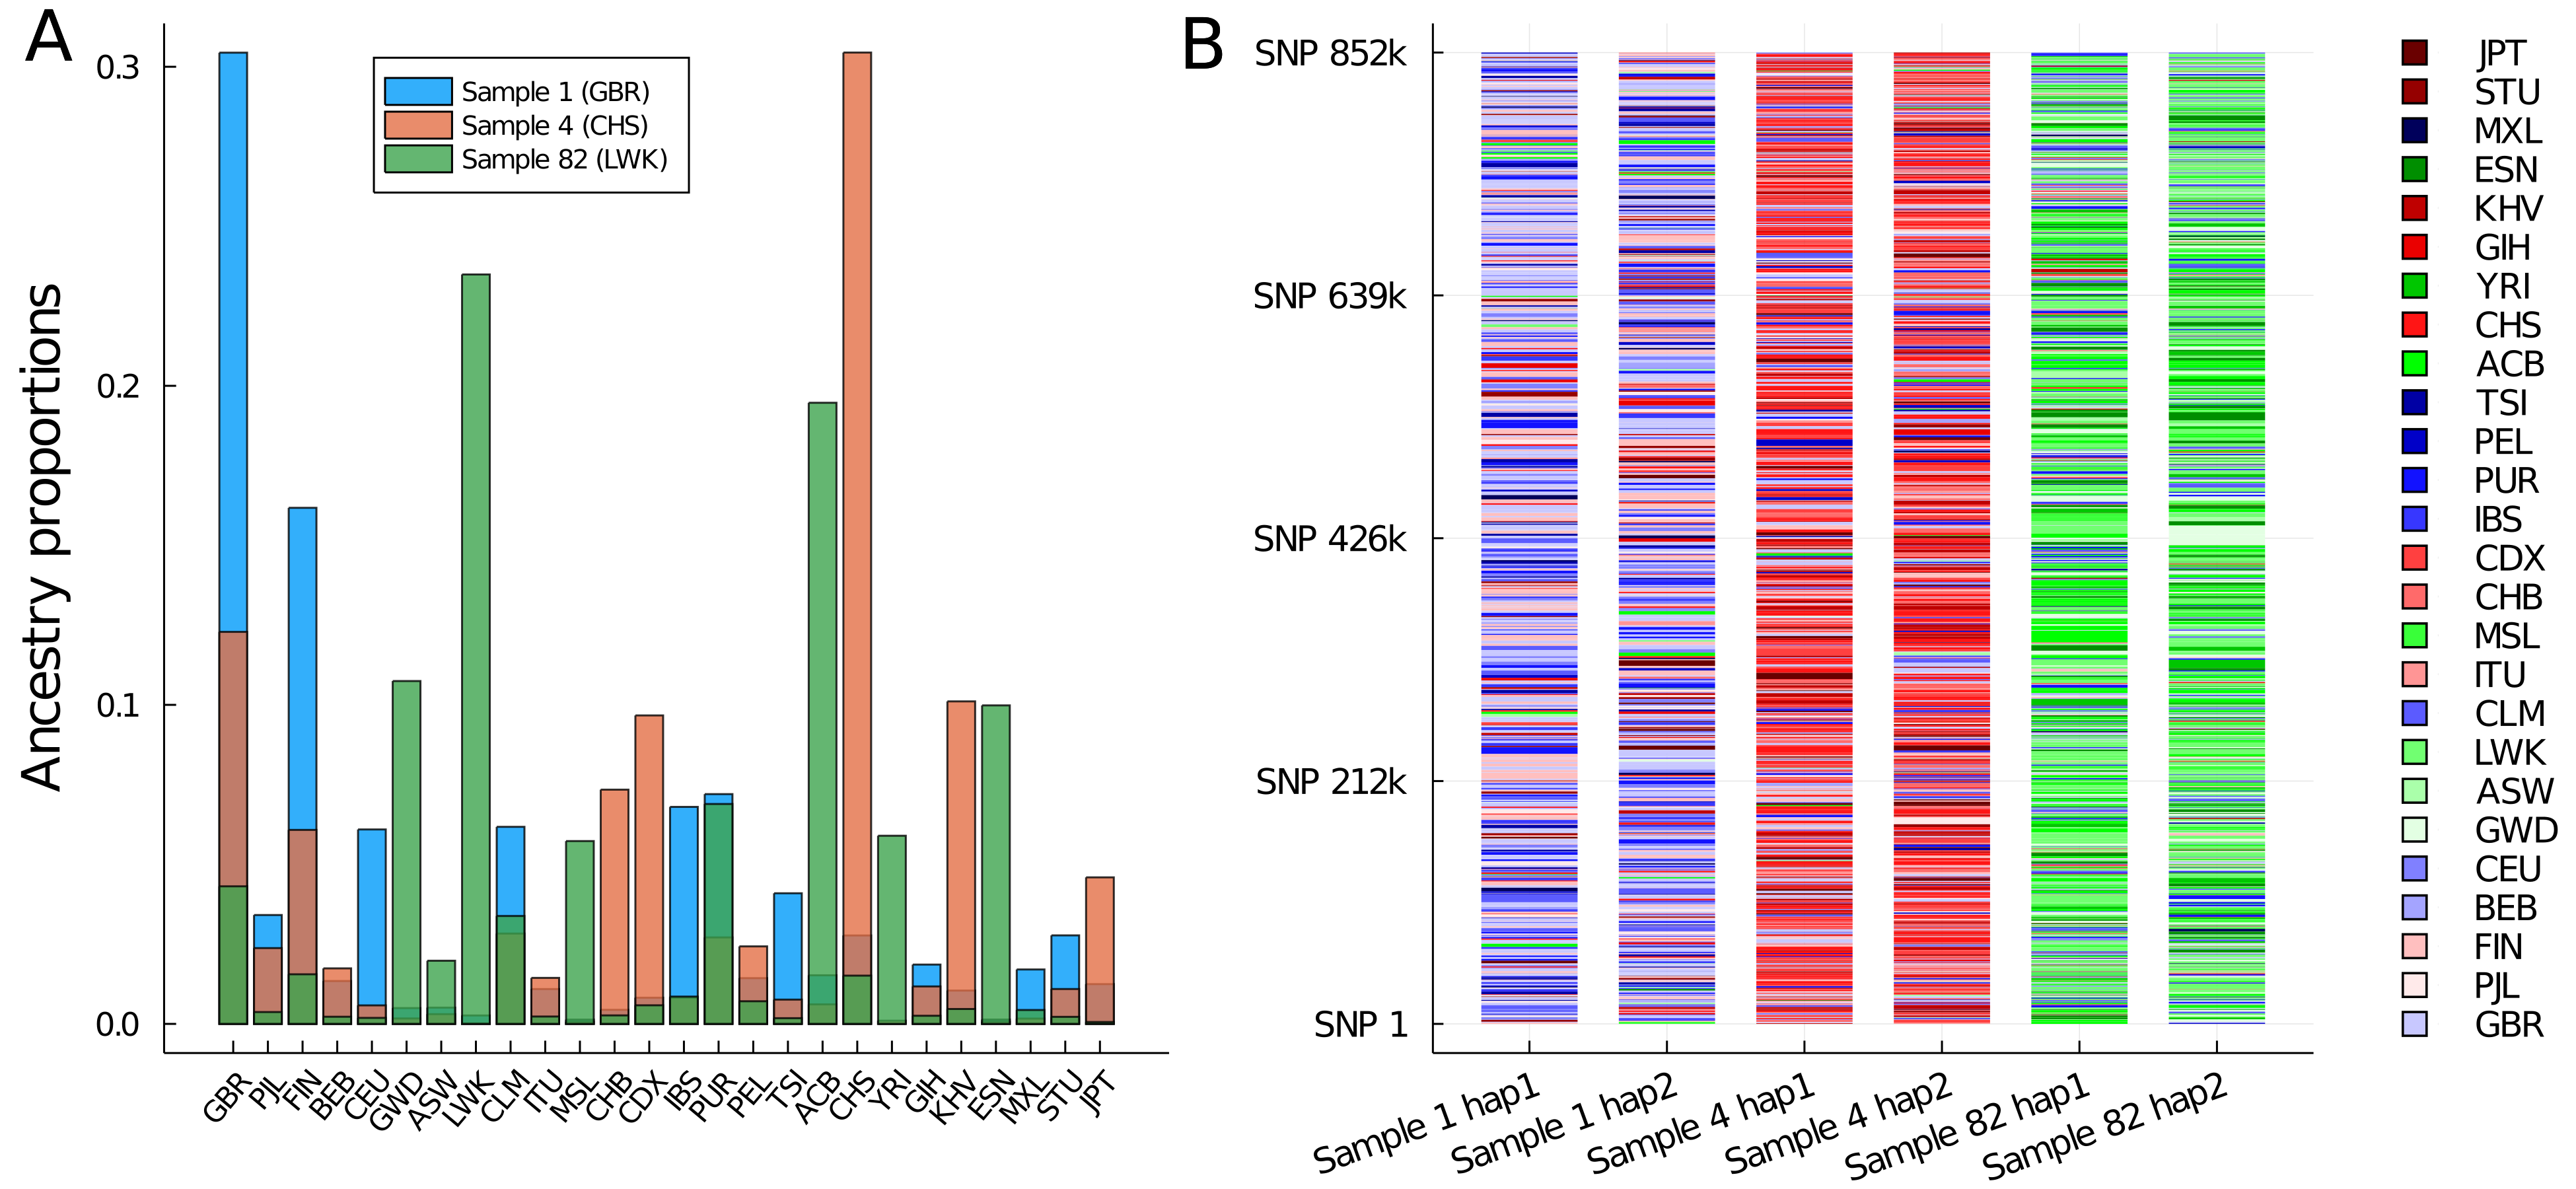 A
Ancestry proportions
0.3
0.2
0.1
0.0
Sample 1 (GBR)
Sample 4 (CHS)
Sample 82 (LWK)
GBR
PJL
FIN
BEB
CEU
GWD
ASW
LWK
CLM
ITU
MSL
CHB
CDX
IBS
PUR
PEL
TSI
ACB
CHS
YRI
GIH
KHV
ESN
MXL
STU
JPT
B
SNP 852k
SNP 639k
SNP 426k
SNP 212k
SNP 1
Sample 1 hap1
Sample 1 hap2
Sample 4 hap1
Sample 4 hap2
Sample 82 hap1
Sample 82 hap2
JPT
STU
MXL
ESN
KHV
GIH
YRI
CHS
ACB
TSI
PEL
PUR
IBS
CDX
CHB
MSL
ITU
CLM
LWK
ASW
GWD
CEU
BEB
FIN
PJL
GBR